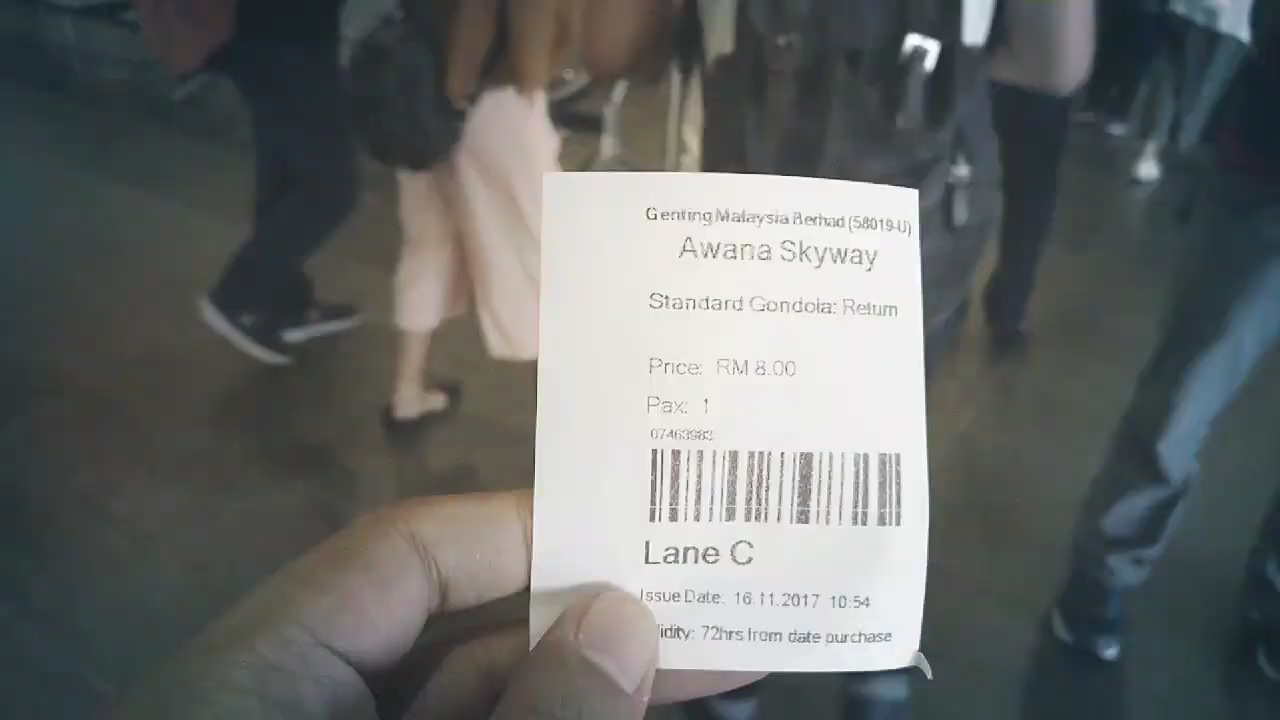 Genting Malaysia Berhad (58019-U)
Awana Skyway
Standard Gondola: Return
Price: RM 8.00
Pax: 1
07463983
Lane C
Issue Date: 16.11.2017 10:54
idity: 72hrs from date purchase